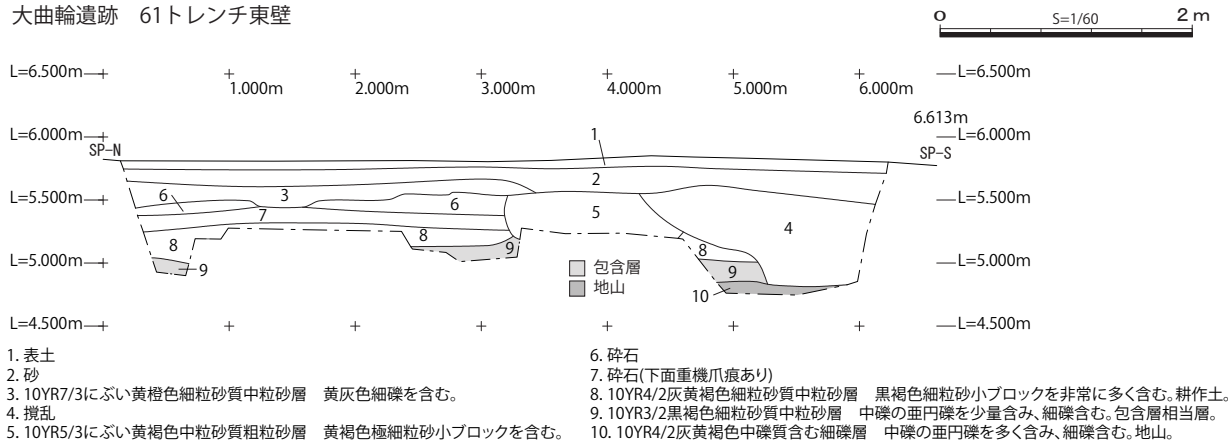 大曲輪遺跡　61トレンチ東壁
0 S=1/60 2 m
L=6.500m L=6.500m
1.000m 2.000m 3.000m 4.000m 5.000m 6.000m
6.613m
L=6.000m 1 L=6.000m
SP-N SP-S
2
6 3 6
L=5.500m L=5.500m
7 5 4
8 8 9 8
L=5.000m 9 包含層 9 L=5.000m
地山
10
L=4.500m L=4.500m
1. 表土
2. 砂
3. 10YR7/3にぶい黄橙色細粒砂質中粒砂層　黄灰色細礫を含む。
4. 撹乱
5. 10YR5/3にぶい黄褐色中粒砂質粗粒砂層　黄褐色極細粒砂小ブロックを含む。
6. 砕石
7. 砕石(下面重機爪痕あり)
8. 10YR4/2灰黄褐色細粒砂質中粒砂層　黒褐色細粒砂小ブロックを非常に多く含む。耕作土。
9. 10YR3/2黒褐色細粒砂質中粒砂層　中礫の亜円礫を少量含み、細礫含む。包含層相当層。
10. 10YR4/2灰黄褐色中礫質含む細礫層　中礫の亜円礫を多く含み、細礫含む。地山。